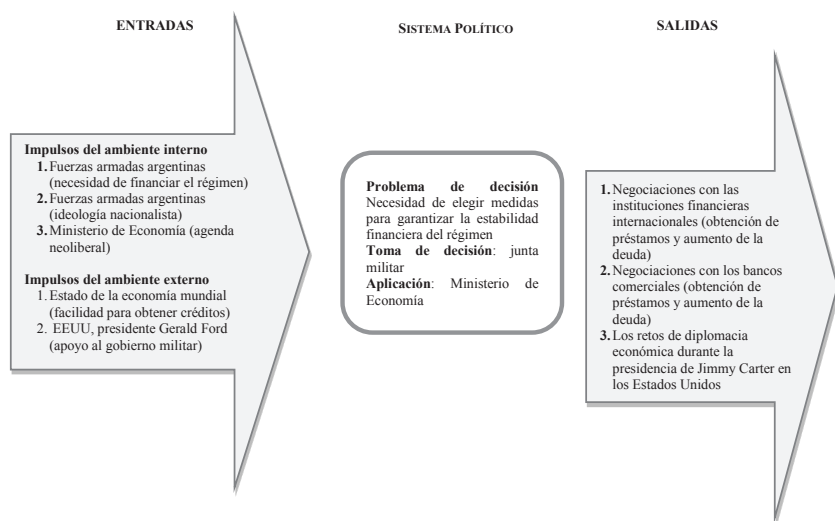 ENTRADAS
SISTEMA POLÍTICO
SALIDAS
Impulsos del ambiente interno
1. Fuerzas armadas argentinas
(necesidad de financiar el régimen)
2. Fuerzas armadas argentinas
(ideología nacionalista)
3. Ministerio de Economía (agenda
neoliberal)
Impulsos del ambiente externo
1. Estado de la economía mundial
(facilidad para obtener créditos)
2. EEUU, presidente Gerald Ford
(apoyo al gobierno militar)
Problema de decisión
Necesidad de elegir medidas
para garantizar la estabilidad
financiera del régimen
Toma de decisión: junta
militar
Aplicación: Ministerio de
Economía
1. Negociaciones con las
instituciones financieras
internacionales (obtención de
préstamos y aumento de la
deuda)
2. Negociaciones con los bancos
comerciales (obtención de
préstamos y aumento de la
deuda)
3. Los retos de diplomacia
económica durante la
presidencia de Jimmy Carter en
los Estados Unidos